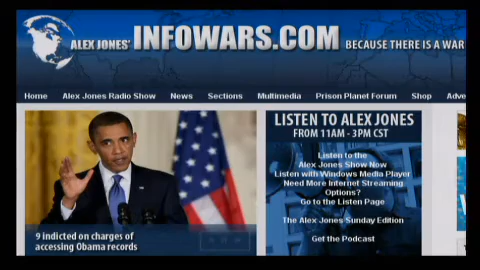 ALEX JONES' INFOWARS.COM BECAUSE THERE IS A WAR
Home Alex Jones Radio Show News Sections Multimedia Prison Planet Forum Shop Adve
LISTEN TO ALEX JONES
FROM 11AM - 3PM CST
Listen to the
Alex Jones Show Now
Listen with Windows Media Player
Need More Internet Streaming
Options?
Go to the Listen Page
The Alex Jones Sunday Edition
Get the Podcast
9 indicted on charges of
accessing Obama records